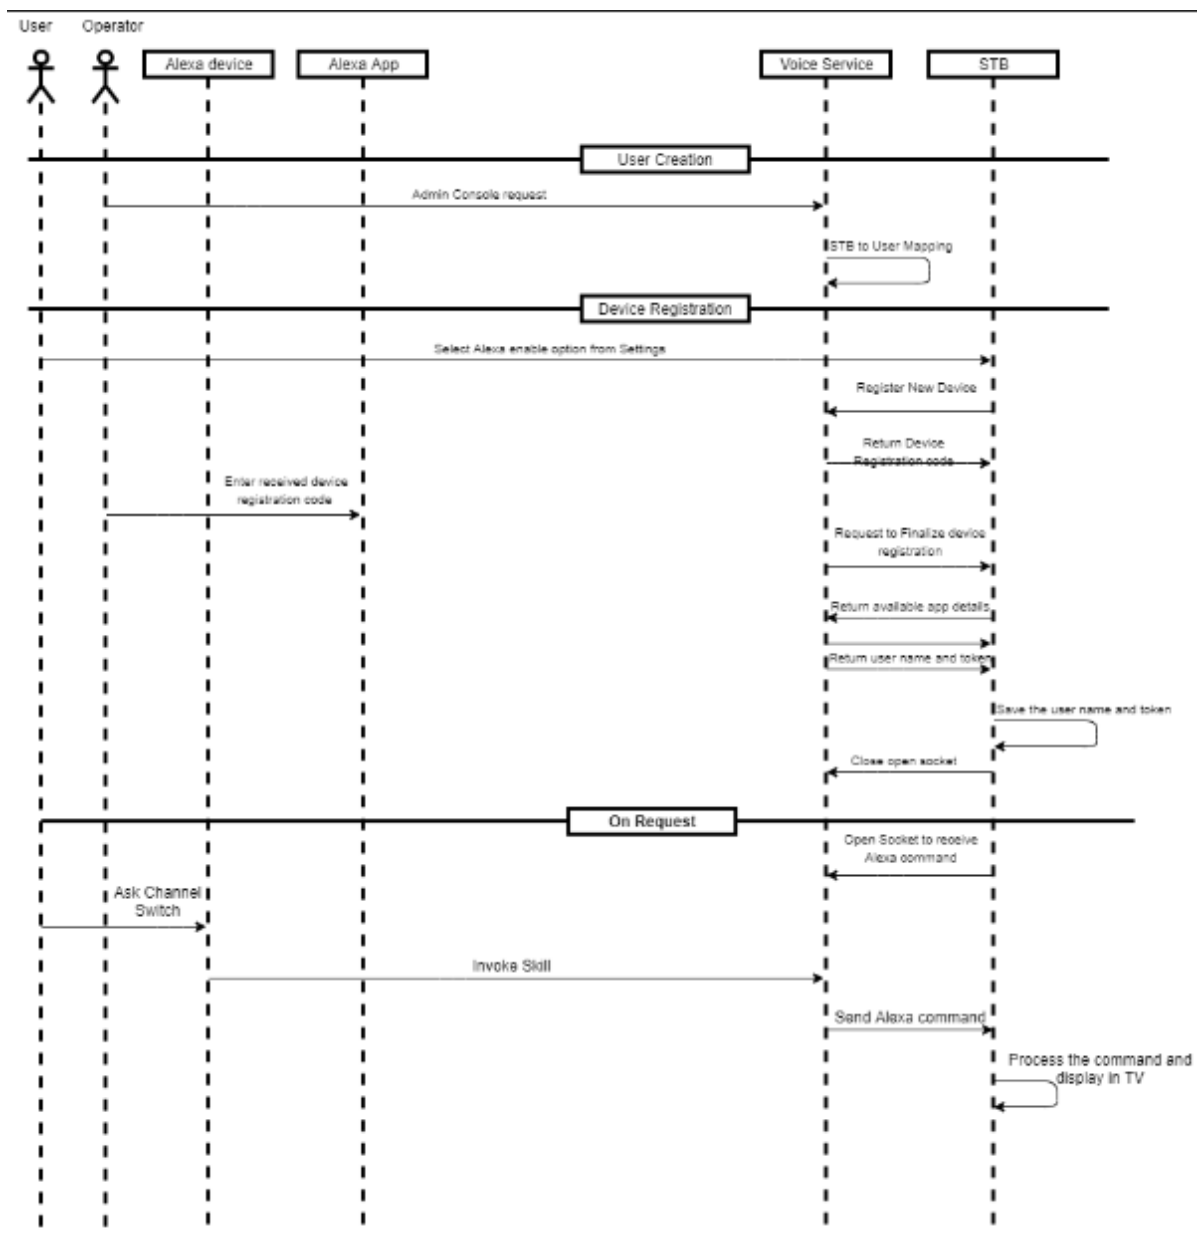 User
Operator
Alexa device
Alexa App
Voice Service
STB
User Creation
Admin Console request
STB to User Mapping
Device Registration
Select Alexa enable option from Settings
Register New Device
Return Device
Registration code
Enter received device
registration code
Request to Finalize device
registration
Return available app details
Return user name and token
Save the user name and token
Close open socket
On Request
Open Socket to receive
Alexa command
Ask Channel
Switch
Invoke Skill
Send Alexa command
Process the command and
display in TV